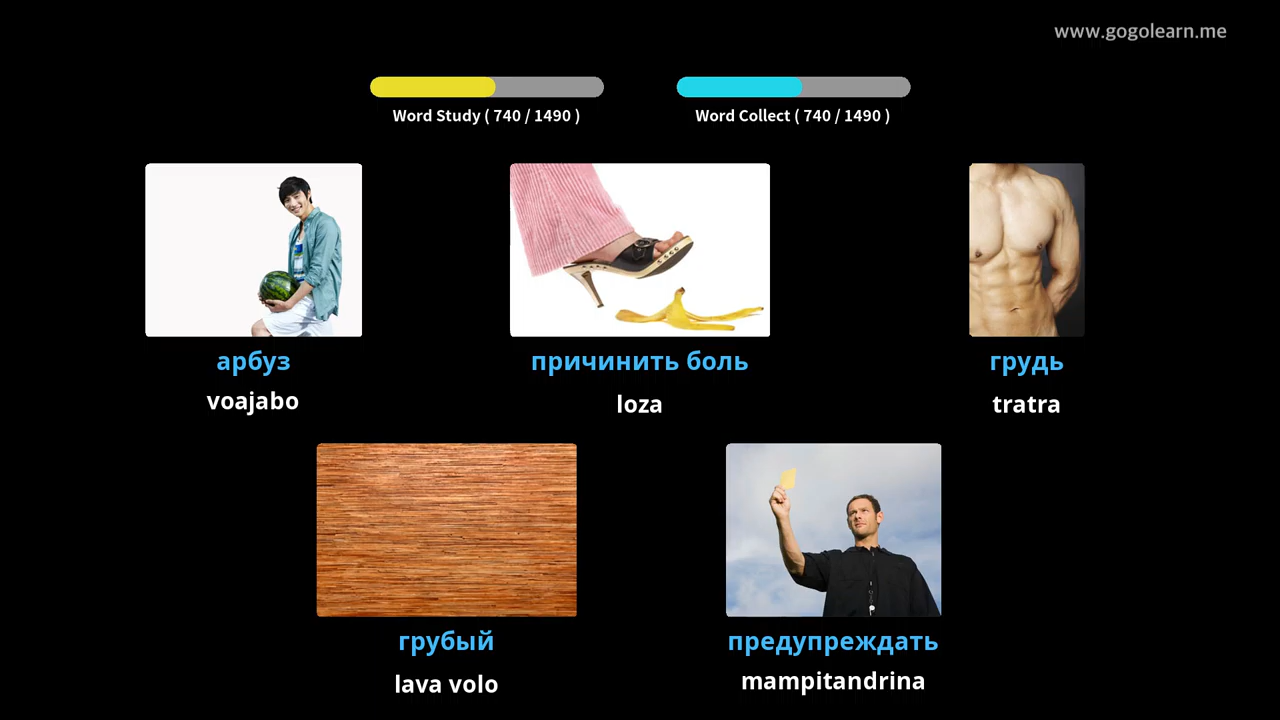 www.gogolearn.me
Word Study ( 740 / 1490 )
Word Collect ( 740 / 1490 )
арбуз
voajabo
причинить боль
loza
грудь
tratra
грубый
lava volo
предупреждать
mampitandrina